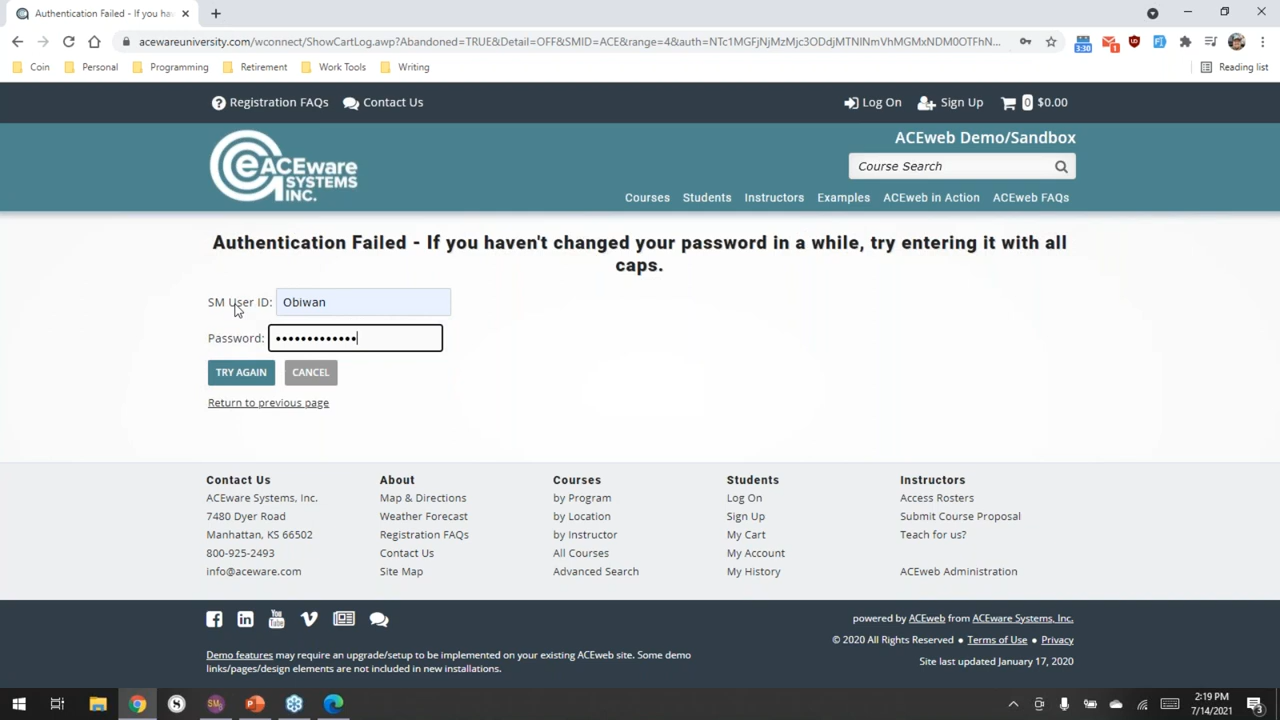 Authentication Failed - If you hav
acewareuniversity.com/wconnect/ShowCartLog.awp?Abandoned=TRUE&Detail=OFF&SMID=ACE&range=4&auth=NTc1MGFjNjMzMjc3ODdjMTNlNmVhMGMxNDM0OTFhN...
3:30
1
Coin Personal Programming Retirement Work Tools Writing Reading list
Registration FAQs Contact Us Log On Sign Up 0 $0.00
ACEware
SYSTEMS
INC.
ACEweb Demo/Sandbox
Course Search
Courses Students Instructors Examples ACEweb in Action ACEweb FAQs
Authentication Failed - If you haven't changed your password in a while, try entering it with all
caps.
SM User ID: Obiwan
Password: •••••••••••••
TRY AGAIN CANCEL
Return to previous page
Contact Us About Courses Students Instructors
ACEware Systems, Inc. Map & Directions by Program Log On Access Rosters
7480 Dyer Road Weather Forecast by Location Sign Up Submit Course Proposal
Manhattan, KS 66502 Registration FAQs by Instructor My Cart Teach for us?
800-925-2493 Contact Us All Courses My Account
info@aceware.com Site Map Advanced Search My History ACEweb Administration
You
Tube
powered by ACEweb from ACEware Systems, Inc.
© 2020 All Rights Reserved • Terms of Use • Privacy
Demo features may require an upgrade/setup to be implemented on your existing ACEweb site. Some demo
links/pages/design elements are not included in new installations.
Site last updated January 17, 2020
S SM P
2:19 PM
7/14/2021
3